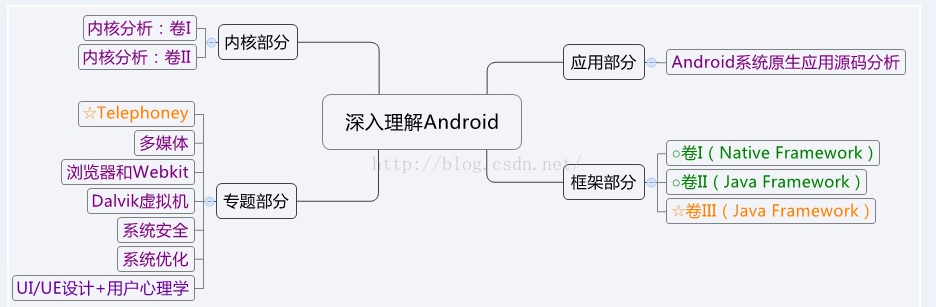 内核分析：卷I
内核分析：卷II
内核部分
☆Telephoney
多媒体
浏览器和Webkit
Dalvik虚拟机
系统安全
系统优化
UI/UE设计+用户心理学
专题部分
深入理解Android
http://blog.csdn.net/
应用部分
Android系统原生应用源码分析
框架部分
○卷I（Native Framework）
○卷II（Java Framework）
☆卷III（Java Framework）